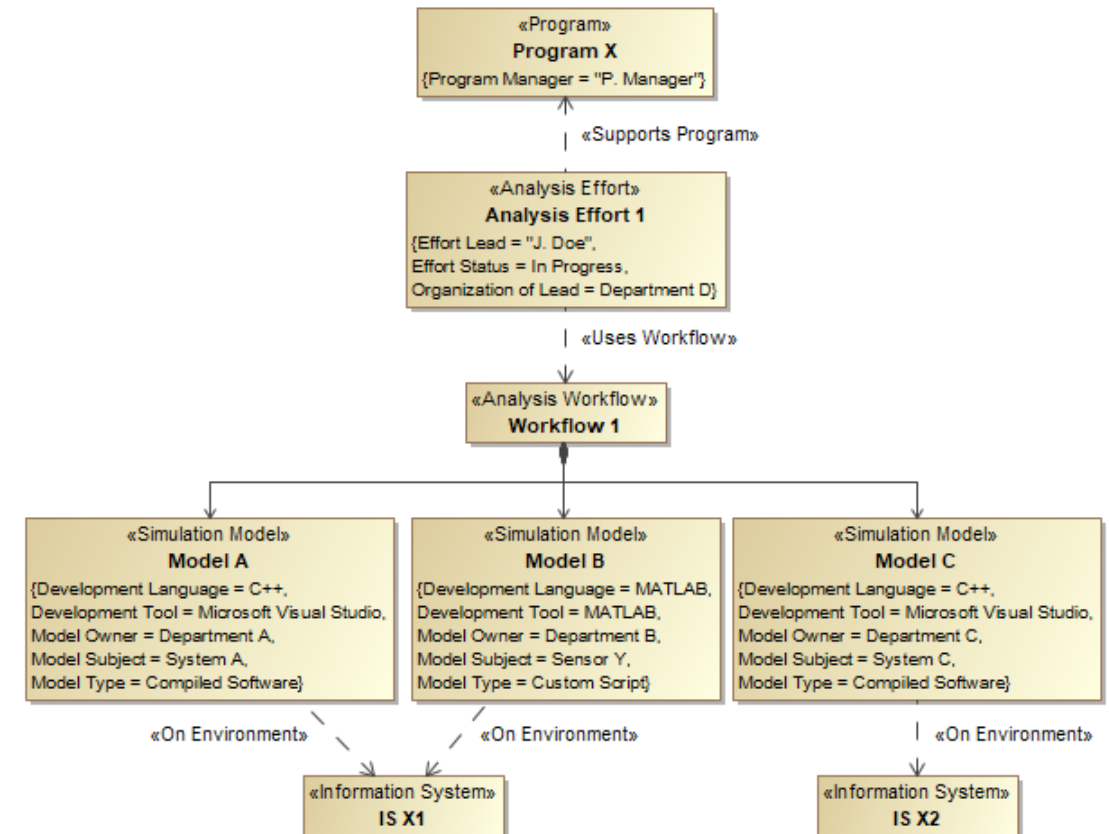 «Program»
Program X
{Program Manager = "P. Manager"}
«Supports Program»
«Analysis Effort»
Analysis Effort 1
{Effort Lead = "J. Doe",
Effort Status = In Progress,
Organization of Lead = Department D}
«Uses Workflow»
«Analysis Workflow»
Workflow 1
«Simulation Model»
Model A
{Development Language = C++,
Development Tool = Microsoft Visual Studio,
Model Owner = Department A,
Model Subject = System A,
Model Type = Compiled Software}
«Simulation Model»
Model B
{Development Language = MATLAB,
Development Tool = MATLAB,
Model Owner = Department B,
Model Subject = Sensor Y,
Model Type = Custom Script}
«Simulation Model»
Model C
{Development Language = C++,
Development Tool = Microsoft Visual Studio,
Model Owner = Department C,
Model Subject = System C,
Model Type = Compiled Software}
«On Environment»
«On Environment»
«On Environment»
«Information System»
IS X1
«Information System»
IS X2